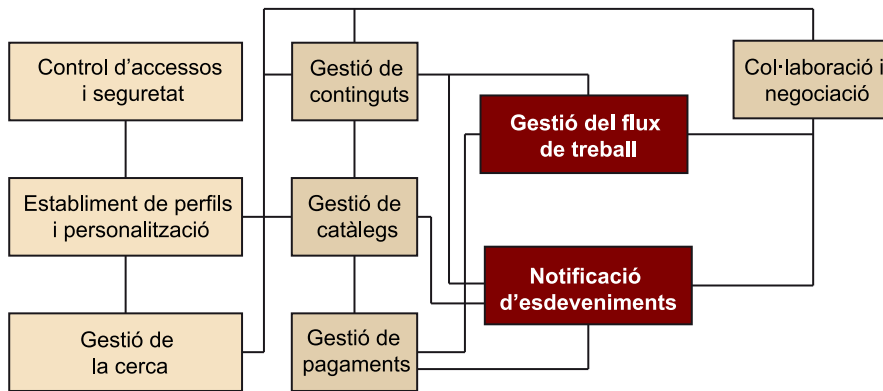 Control d’accessos
i seguretat
Gestió de
continguts
Col·laboració i
negociació
Gestió del flux
de treball
Establiment de perfils
i personalització
Gestió de
catàlegs
Notificació
d’esdeveniments
Gestió de
la cerca
Gestió de
pagaments